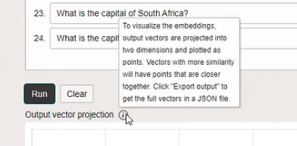 23. What is the capital of South Africa?
24. What is the capit
To visualize the embeddings,
output vectors are projected into
two dimensions and plotted as
points. Vectors with more similarity
will have points that are closer
together. Click "Export output" to
get the full vectors in a JSON file.
Run Clear
Output vector projection